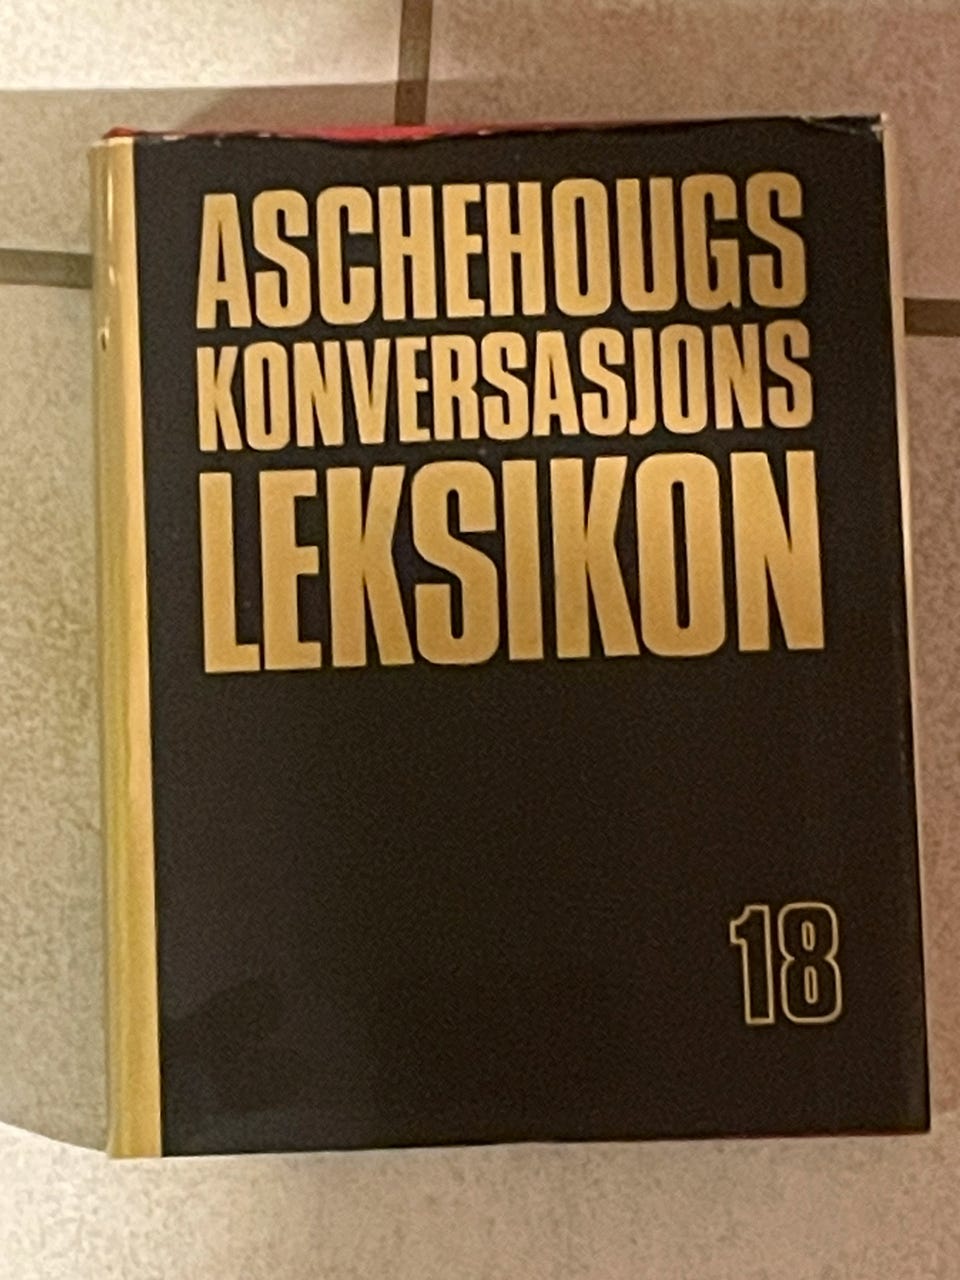 ASCHEHOUGS
KONVERSASJONS
LEKSIKON
18